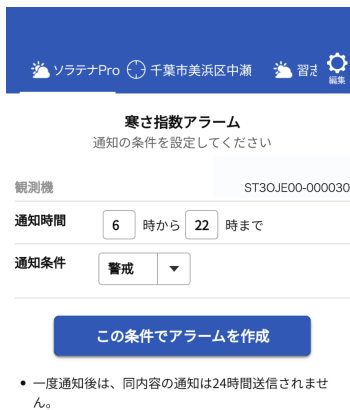 ソラテナPro 千葉市美浜区中瀬 習志 編集
寒さ指数アラーム
通知の条件を設定してください
観測機 ST3OJE00-000030
通知時間 6 時から 22 時まで
通知条件 警戒
この条件でアラームを作成
• 一度通知後は、同内容の通知は24時間送信されませ
ん。